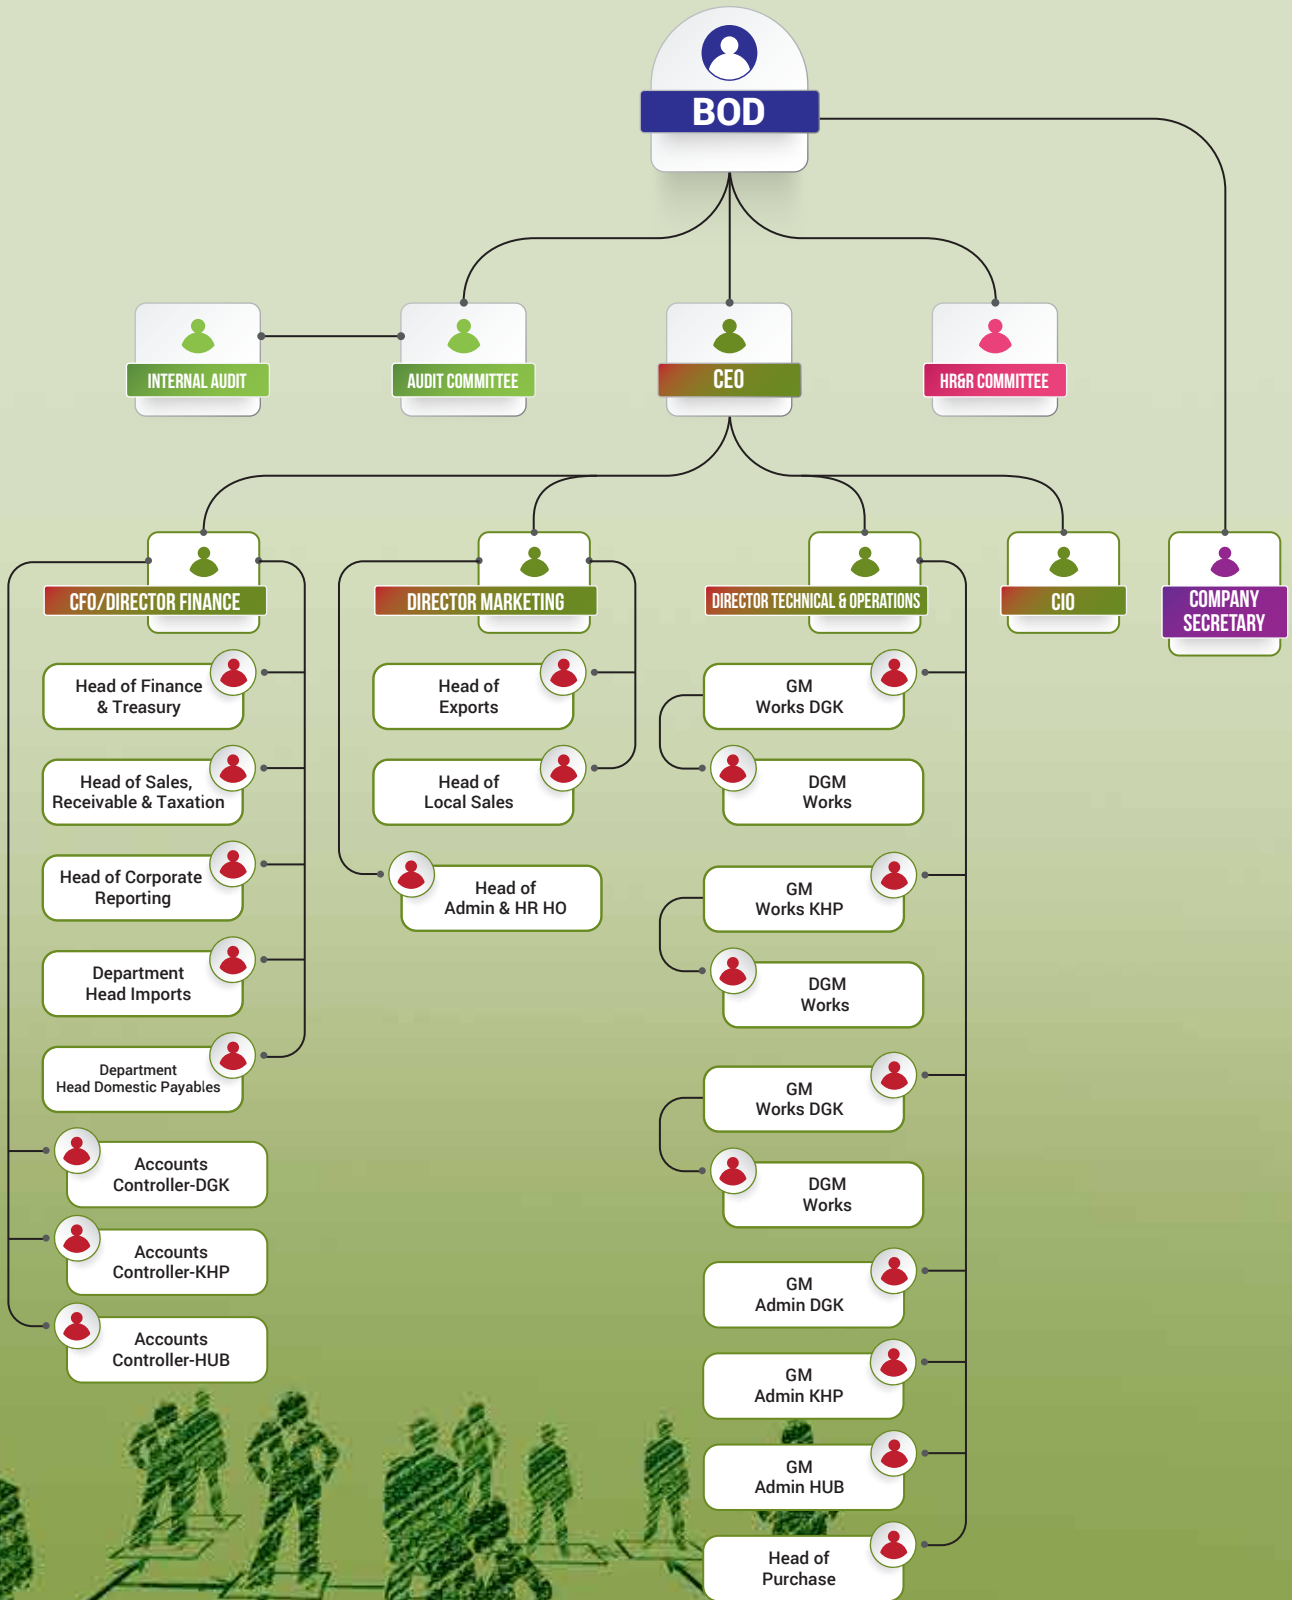 BOD
INTERNAL AUDIT
AUDIT COMMITTEE
CEO
HR&R COMMITTEE
CFO/DIRECTOR FINANCE
DIRECTOR MARKETING
DIRECTOR TECHNICAL & OPERATIONS
CIO
COMPANY
SECRETARY
Head of Finance
& Treasury
Head of Sales,
Receivable & Taxation
Head of Corporate
Reporting
Department
Head Imports
Department
Head Domestic Payables
Accounts
Controller-DGK
Accounts
Controller-KHP
Accounts
Controller-HUB
Head of
Exports
Head of
Local Sales
Head of
Admin & HR HO
GM
Works DGK
DGM
Works
GM
Works KHP
DGM
Works
GM
Works DGK
DGM
Works
GM
Admin DGK
GM
Admin KHP
GM
Admin HUB
Head of
Purchase